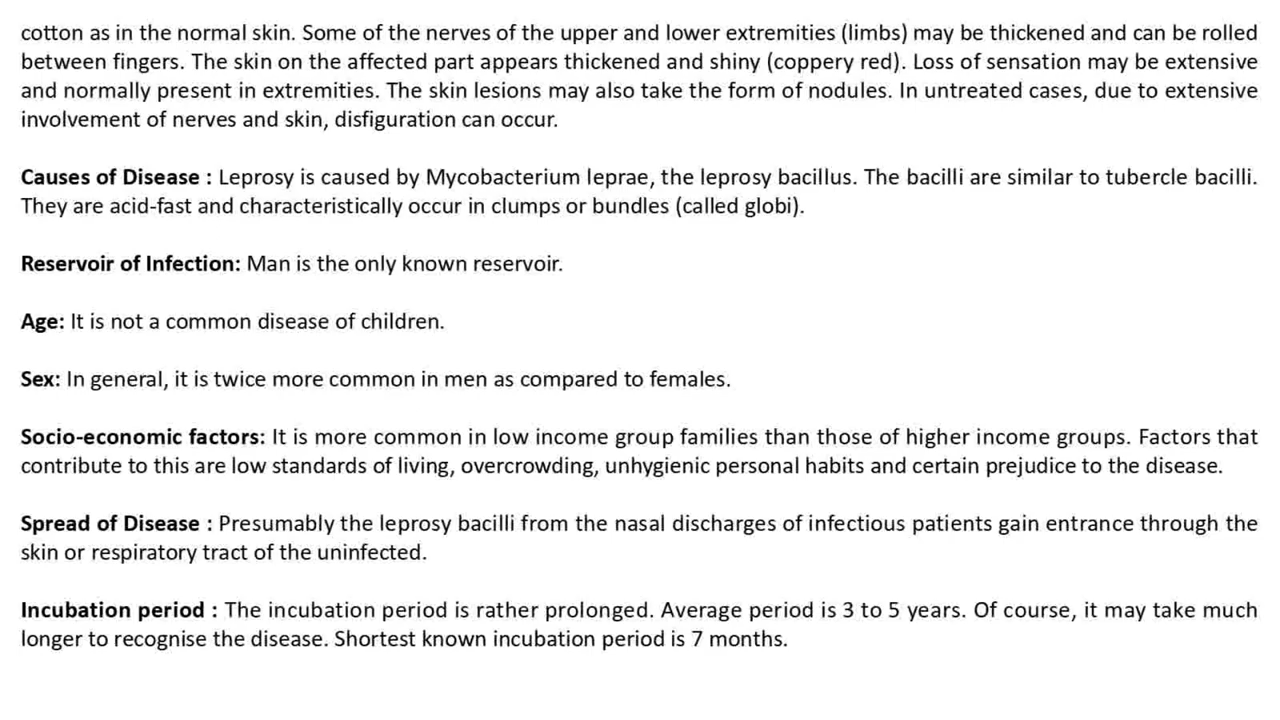 cotton as in the normal skin. Some of the nerves of the upper and lower extremities (limbs) may be thickened and can be rolled
between fingers. The skin on the affected part appears thickened and shiny (coppery red). Loss of sensation may be extensive
and normally present in extremities. The skin lesions may also take the form of nodules. In untreated cases, due to extensive
involvement of nerves and skin, disfiguration can occur.
Causes of Disease : Leprosy is caused by Mycobacterium leprae, the leprosy bacillus. The bacilli are similar to tubercle bacilli.
They are acid-fast and characteristically occur in clumps or bundles (called globi).
Reservoir of Infection: Man is the only known reservoir.
Age: It is not a common disease of children.
Sex: In general, it is twice more common in men as compared to females.
Socio-economic factors: It is more common in low income group families than those of higher income groups. Factors that
contribute to this are low standards of living, overcrowding, unhygienic personal habits and certain prejudice to the disease.
Spread of Disease : Presumably the leprosy bacilli from the nasal discharges of infectious patients gain entrance through the
skin or respiratory tract of the uninfected.
Incubation period : The incubation period is rather prolonged. Average period is 3 to 5 years. Of course, it may take much
longer to recognise the disease. Shortest known incubation period is 7 months.